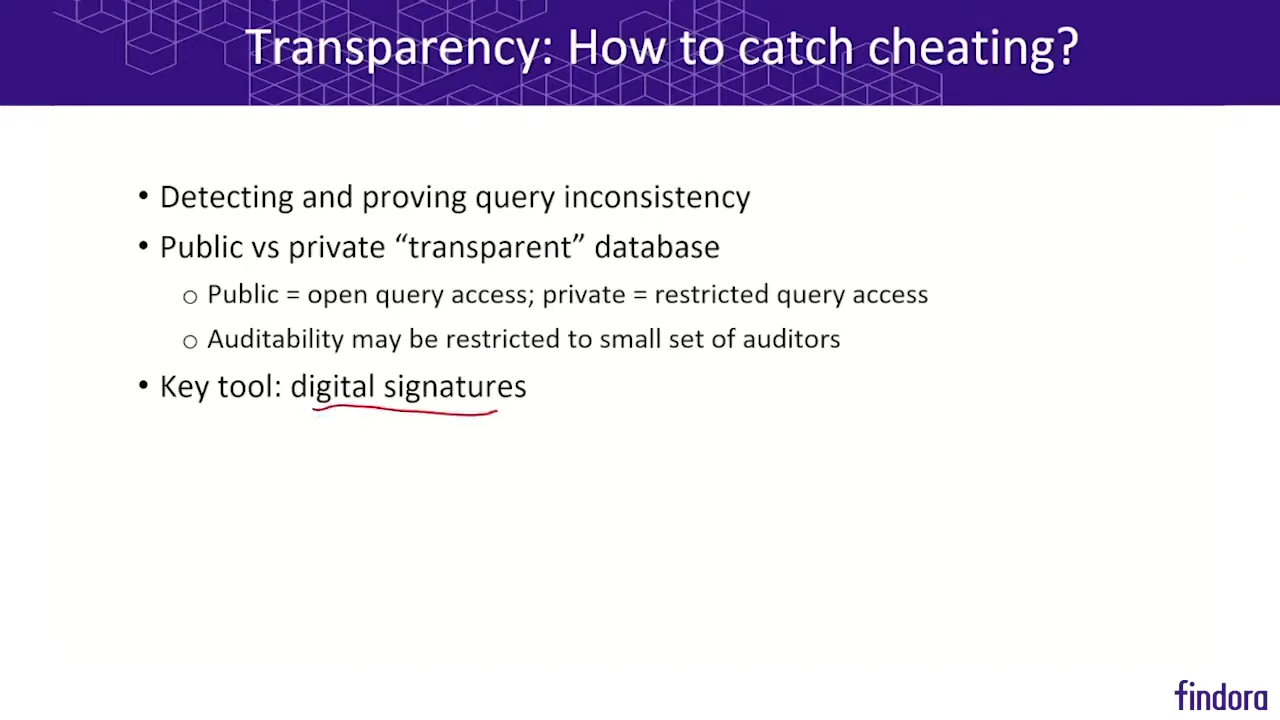 Transparency: How to catch cheating?
• Detecting and proving query inconsistency
• Public vs private “transparent” database
o Public = open query access; private = restricted query access
o Auditability may be restricted to small set of auditors
• Key tool: digital signatures
findora